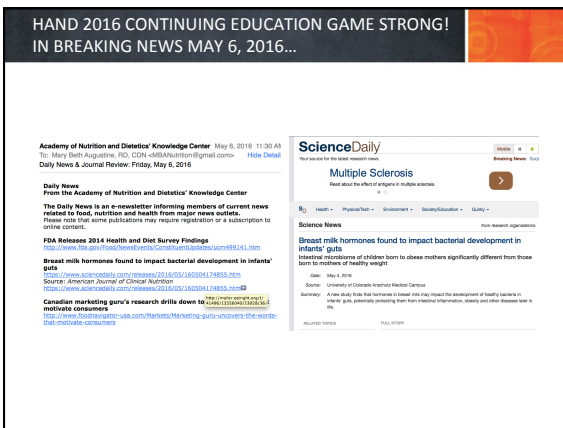 HAND 2016 CONTINUING EDUCATION GAME STRONG!
IN BREAKING NEWS MAY 6, 2016…
Academy of Nutrition and Dietetics' Knowledge Center May 6, 2016 11:30 AM
To: Mary Beth Augustine, RD, CDN <MBANutrition@gmail.com> Hide Detail
Daily News & Journal Review: Friday, May 6, 2016
Daily News
From the Academy of Nutrition and Dietetics' Knowledge Center
The Daily News is an e-newsletter informing members of current news
related to food, nutrition and health from major news outlets.
Please note that some publications may require registration or a subscription to
online content.
FDA Releases 2014 Health and Diet Survey Findings
http://www.fda.gov/Food/NewsEvents/ConstituentUpdates/ucm499141.htm
Breast milk hormones found to impact bacterial development in infants'
guts
https://www.sciencedaily.com/releases/2016/05/160504174855.htm
Source: American Journal of Clinical Nutrition
https://www.sciencedaily.com/releases/2016/05/160504174855.htm
Canadian marketing guru's research drills down to
motivate consumers
http://www.foodnavigator-usa.com/Markets/Marketing-guru-uncovers-the-words-
that-motivate-consumers
ScienceDaily
Mobile
Your source for the latest research news
Breaking News:
Multiple Sclerosis
Read about the effect of antigens in multiple sclerosis.
Health Physical/Tech Environment Society/Education Quirky
Science News
from research organizations
Breast milk hormones found to impact bacterial development in
infants' guts
Intestinal microbiome of children born to obese mothers significantly different from those
born to mothers of healthy weight
Date: May 4, 2016
Source: University of Colorado Anschutz Medical Campus
Summary: A new study finds that hormones in breast milk may impact the development of healthy bacteria in
infants' guts, potentially protecting them from intestinal inflammation, obesity and other diseases later in
life.
RELATED TOPICS FULL STORY